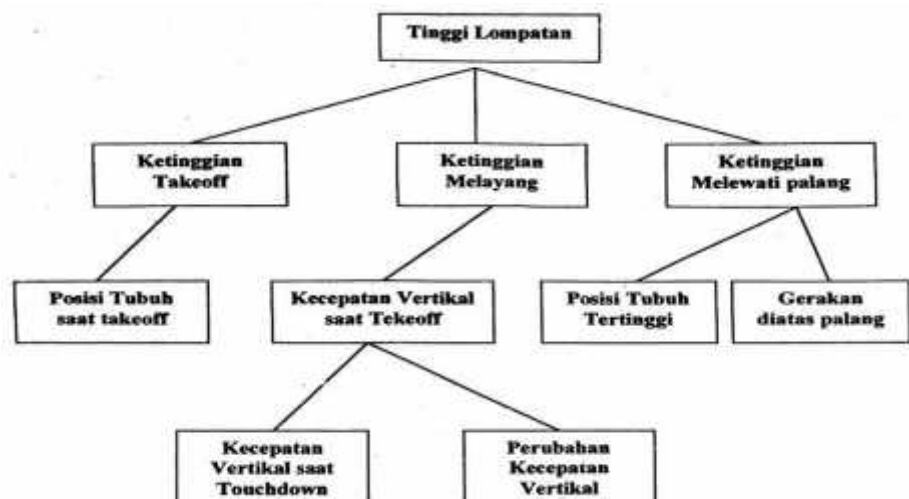 Tinggi Lompatan
Ketinggian
Takeoff
Ketinggian
Melayang
Ketinggian
Melewati palang
Posisi Tubuh
saat takeoff
Kecepatan Vertikal
saat Tekeoff
Posisi Tubuh
Tertinggi
Gerakan
diatas palang
Kecepatan
Vertikal saat
Touchdown
Perubahan
Kecepatan
Vertikal